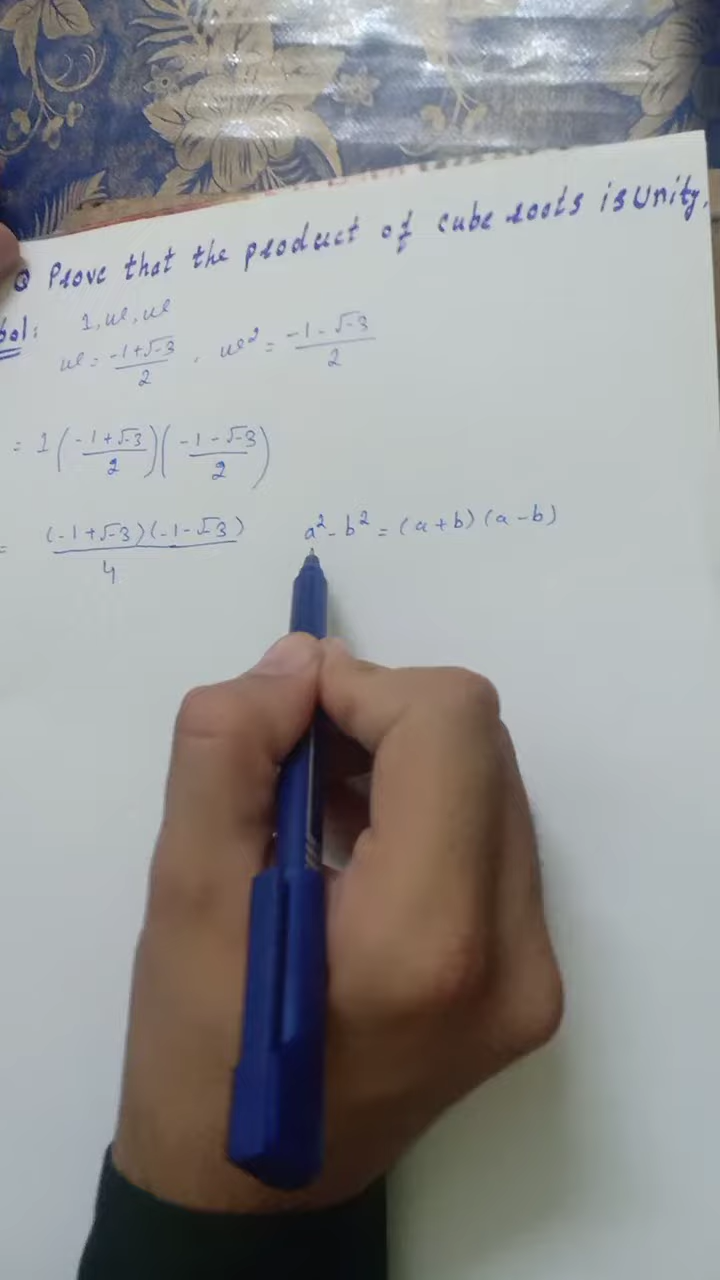 Q Prove that the product of cube roots is Unity.
Sol: 1, ω, ω
ω = (-1+√-3)/2 , ω² = (-1-√-3)/2
= 1 ((-1+√-3)/2) ((-1-√-3)/2)
= (-1+√-3)(-1-√-3)/4 a² - b² = (a+b) (a-b)